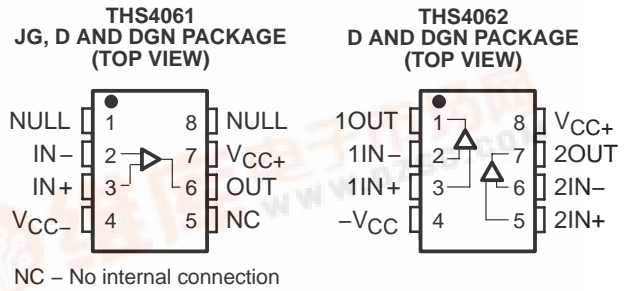 THS4061
JG, D AND DGN PACKAGE
(TOP VIEW)
NULL 1 8 NULL
IN− 2 7 VCC+
IN+ 3 6 OUT
VCC− 4 5 NC
NC − No internal connection
THS4062
D AND DGN PACKAGE
(TOP VIEW)
1OUT 1 8 VCC+
1IN− 2 7 2OUT
1IN+ 3 6 2IN−
−VCC 4 5 2IN+